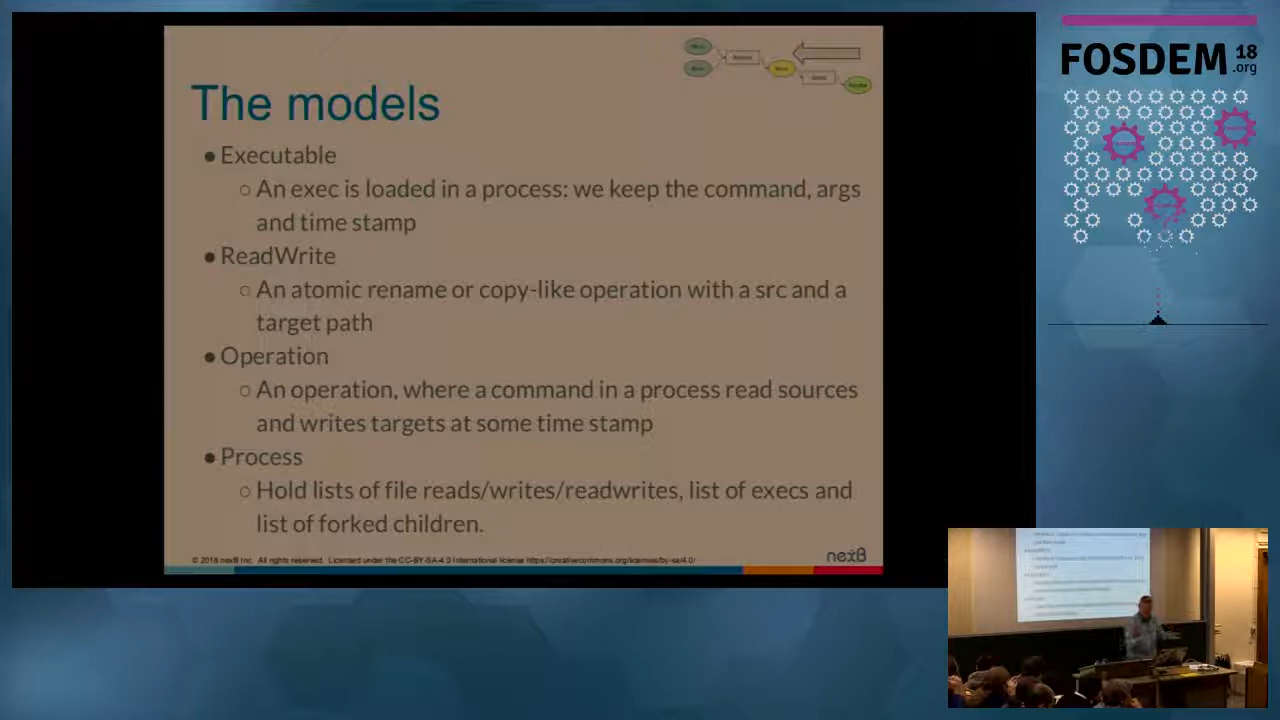 The models
● Executable
○ An exec is loaded in a process: we keep the command, args
and time stamp
● ReadWrite
○ An atomic rename or copy-like operation with a src and a
target path
● Operation
○ An operation, where a command in a process read sources
and writes targets at some time stamp
● Process
○ Hold lists of file reads/writes/readwrites, list of execs and
list of forked children.
© 2018 nexB Inc. All rights reserved. Licensed under the CC-BY-SA-4.0 International license https://creativecommons.org/licenses/by-sa/4.0/
nexB
FOSDEM 18
.org